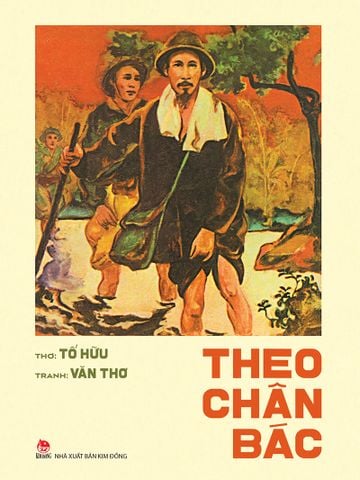 THƠ: TỐ HỮU
TRANH: VĂN THƠ
THEO
CHÂN
BÁC
NHÀ XUẤT BẢN KIM ĐỒNG